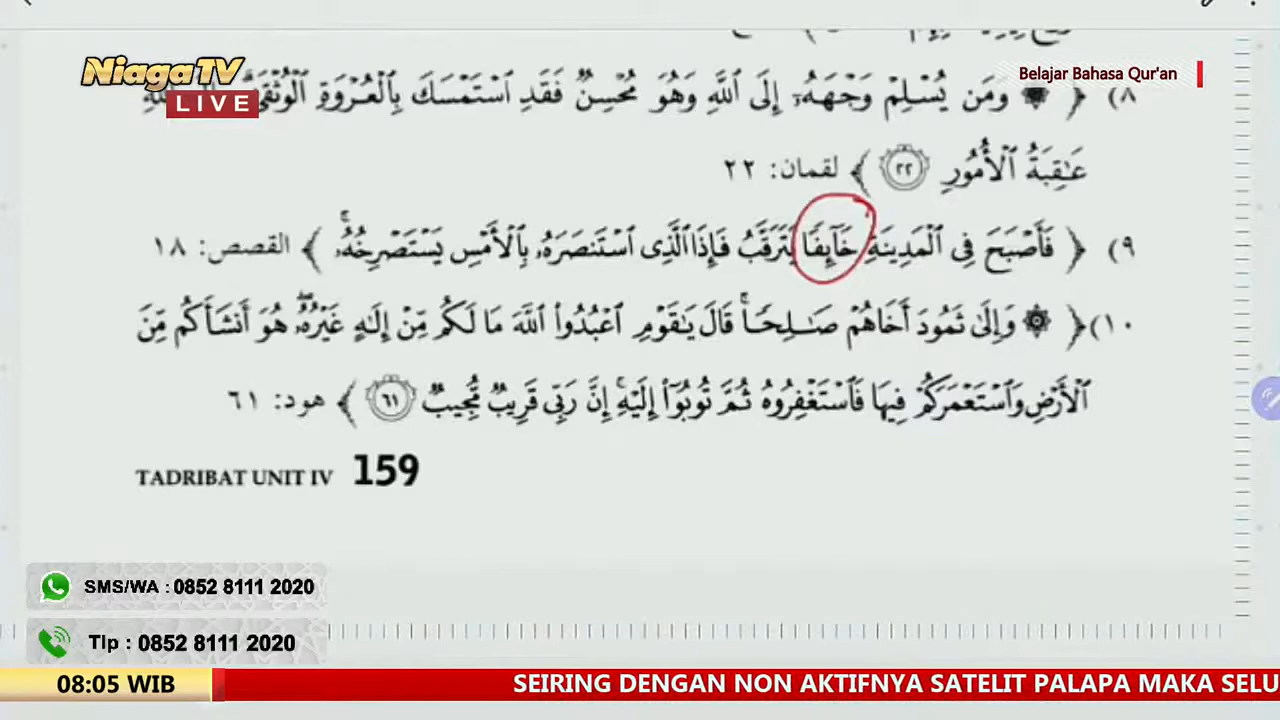 NiagaTV
LIVE
Belajar Bahasa Qur'an
٨) ﴿ ۞ وَمَن يُسْلِمْ وَجْهَهُۥٓ إِلَى ٱللَّهِ وَهُوَ مُحْسِنٌ فَقَدِ ٱسْتَمْسَكَ بِٱلْعُرْوَةِ ٱلْوُثْقَىٰ
عَـٰقِبَةُ ٱلْأُمُورِ ٢٢ ﴾ لقمان: ٢٢
٩) ﴿ فَأَصْبَحَ فِى ٱلْمَدِينَةِ خَآئِفًا يَتَرَقَّبُ فَإِذَا ٱلَّذِى ٱسْتَنصَرَهُۥ بِٱلْأَمْسِ يَسْتَصْرِخُهُۥ ۚ ﴾ القصص: ١٨
١٠) ﴿ ۞ وَإِلَىٰ ثَمُودَ أَخَاهُمْ صَـٰلِحًا ۚ قَالَ يَـٰقَوْمِ ٱعْبُدُوا۟ ٱللَّهَ مَا لَكُم مِّنْ إِلَـٰهٍ غَيْرُهُۥ ۖ هُوَ أَنشَأَكُم مِّنَ
ٱلْأَرْضِ وَٱسْتَعْمَرَكُمْ فِيهَا فَٱسْتَغْفِرُوهُ ثُمَّ تُوبُوٓا۟ إِلَيْهِ ۚ إِنَّ رَبِّى قَرِيبٌ مُّجِيبٌ ٦١ ﴾ هود: ٦١
TADRIBAT UNIT IV 159
SMS/WA : 0852 8111 2020
Tlp : 0852 8111 2020
08:05 WIB
SEIRING DENGAN NON AKTIFNYA SATELIT PALAPA MAKA SELU